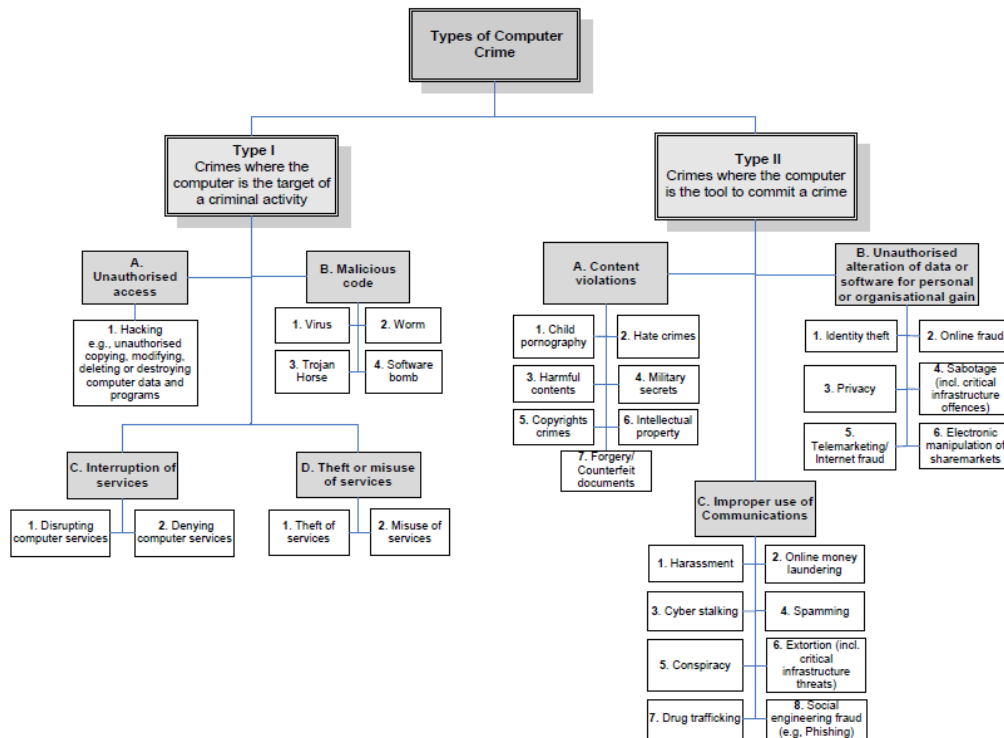 Types of Computer
Crime
Type I
Crimes where the
computer is the target of
a criminal activity
Type II
Crimes where the computer
is the tool to commit a crime
A.
Unauthorised
access
1. Hacking
e.g., unauthorised
copying, modifying,
deleting or destroying
computer data and
programs
B. Malicious
code
1. Virus
2. Worm
3. Trojan
Horse
4. Software
bomb
C. Interruption of
services
1. Disrupting
computer services
2. Denying
computer services
D. Theft or misuse
of services
1. Theft of
services
2. Misuse of
services
A. Content
violations
1. Child
pornography
2. Hate crimes
3. Harmful
contents
4. Military
secrets
5. Copyrights
crimes
6. Intellectual
property
7. Forgery/
Counterfeit
documents
B. Unauthorised
alteration of data or
software for personal
or organisational gain
1. Identity theft
2. Online fraud
3. Privacy
4. Sabotage
(incl. critical
infrastructure
offences)
5.
Telemarketing/
Internet fraud
6. Electronic
manipulation of
sharemarkets
C. Improper use of
Communications
1. Harassment
2. Online money
laundering
3. Cyber stalking
4. Spamming
5. Conspiracy
6. Extortion (incl.
critical
infrastructure
threats)
7. Drug trafficking
8. Social
engineering fraud
(e.g, Phishing)